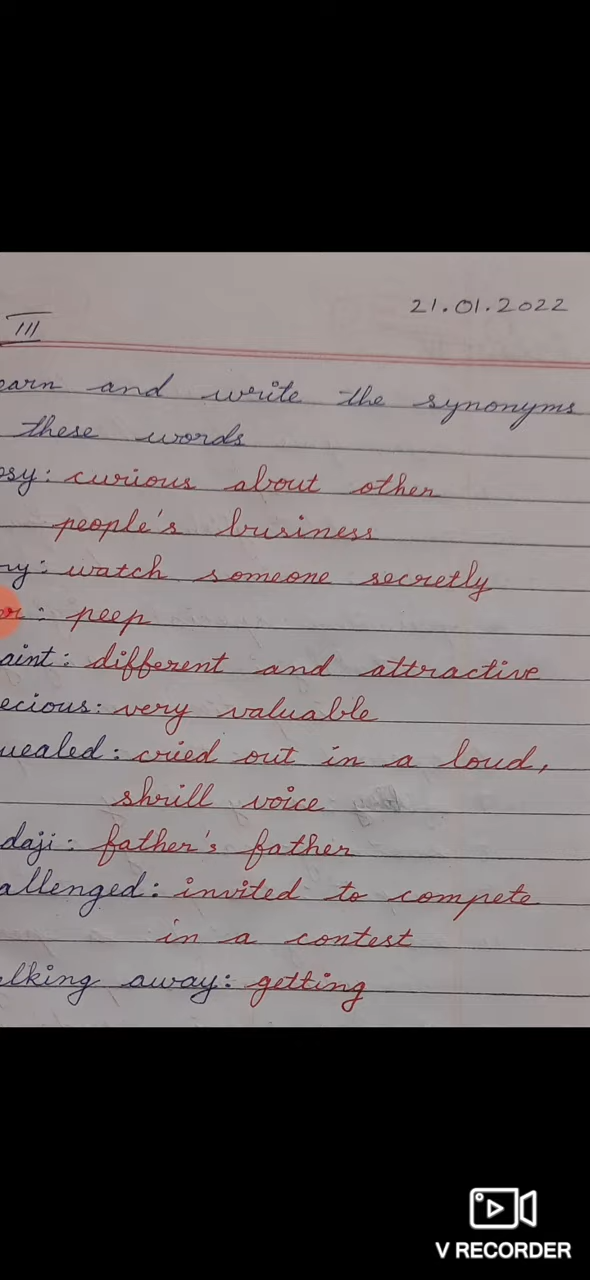 21.01.2022
III
earn and write the synonyms
these words
osy: curious about other
people's business
watch someone secretly
: peep
aint: different and attractive
ecious: very valuable
uealed: cried out in a loud,
shrill voice
daji: father's father
allenged: invited to compete
in a contest
lking away: getting
V RECORDER